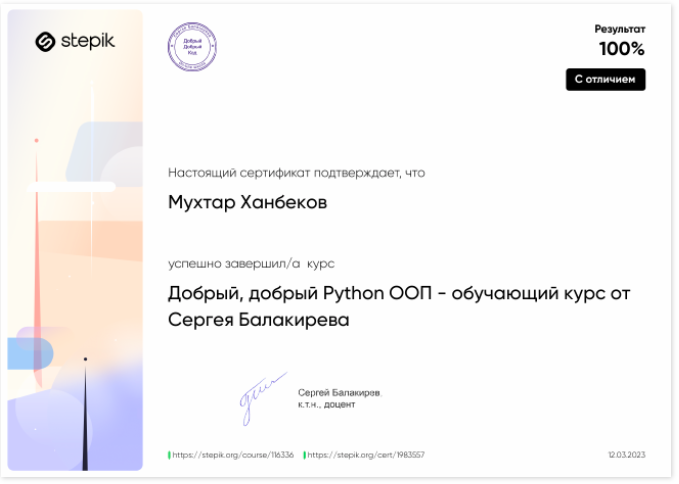 stepik
Сергей Балакирев
Добрый
Добрый
Код
Результат
100%
С отличием
Настоящий сертификат подтверждает, что
Мухтар Ханбеков
успешно завершил/а курс
Добрый, добрый Python ООП - обучающий курс от
Сергея Балакирева
Сергей Балакирев.
к.т.н., доцент
https://stepik.org/course/116336
https://stepik.org/cert/1983557
12.03.2023